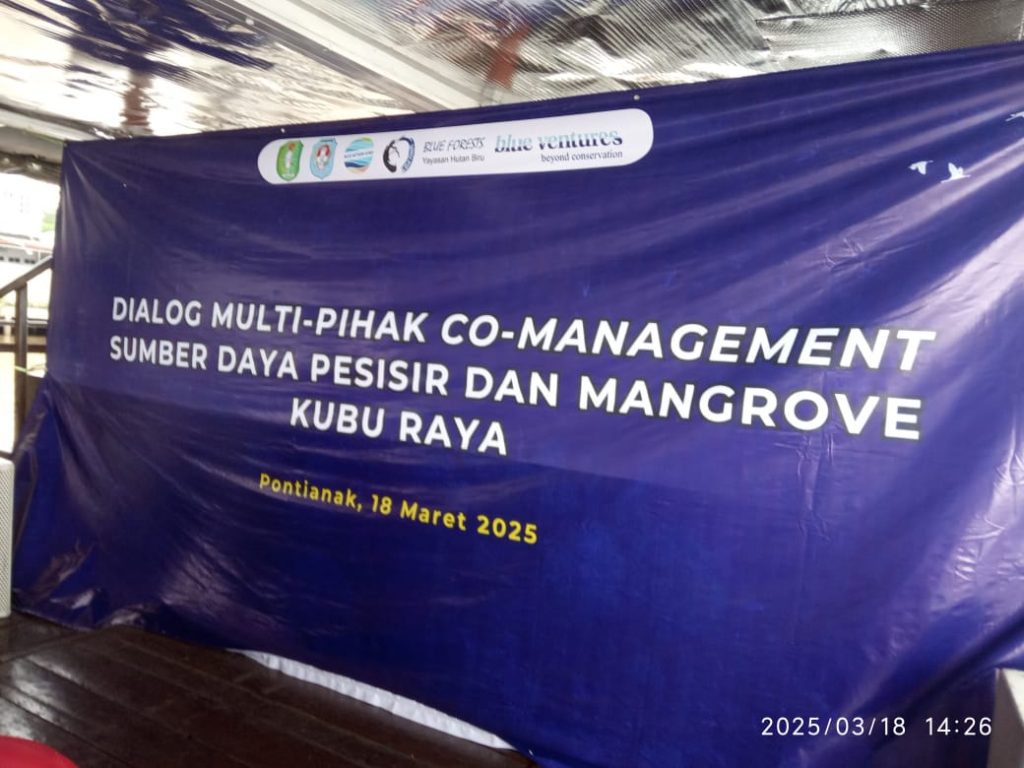 BLUE FORESTS
Yayasan Hutan Biru
blue ventures
beyond conservation
DIALOG MULTI-PIHAK CO-MANAGEMENT
SUMBER DAYA PESISIR DAN MANGROVE
KUBU RAYA
Pontianak, 18 Maret 2025
2025/03/18 14:26